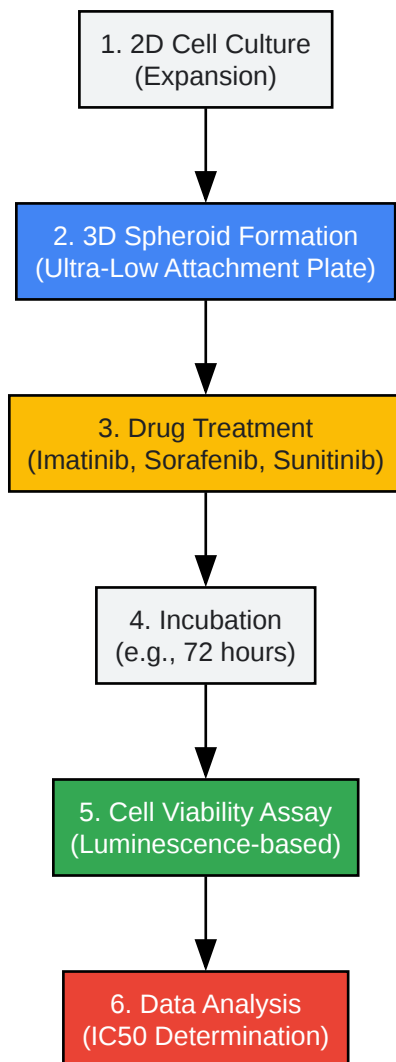 1. 2D Cell Culture
(Expansion)
2. 3D Spheroid Formation
(Ultra-Low Attachment Plate)
3. Drug Treatment
(Imatinib, Sorafenib, Sunitinib)
4. Incubation
(e.g., 72 hours)
5. Cell Viability Assay
(Luminescence-based)
6. Data Analysis
(IC50 Determination)